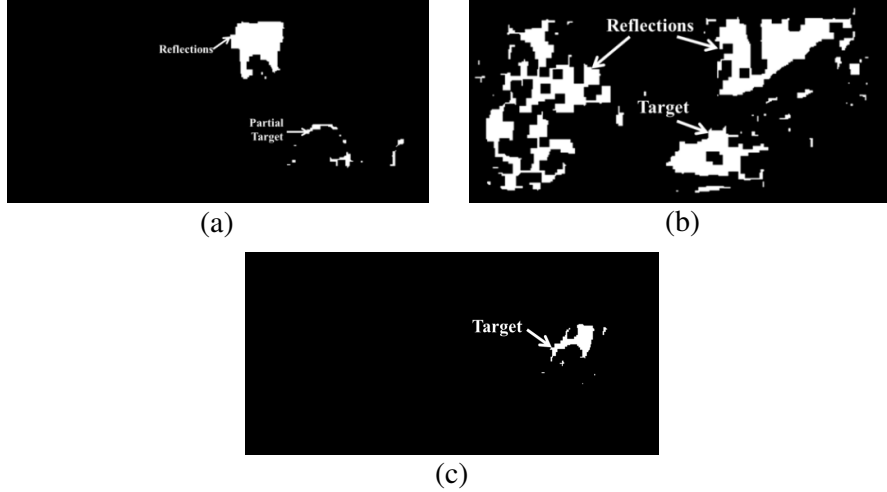 Reflections
Partial
Target
(a)
Reflections
Target
(b)
Target
(c)